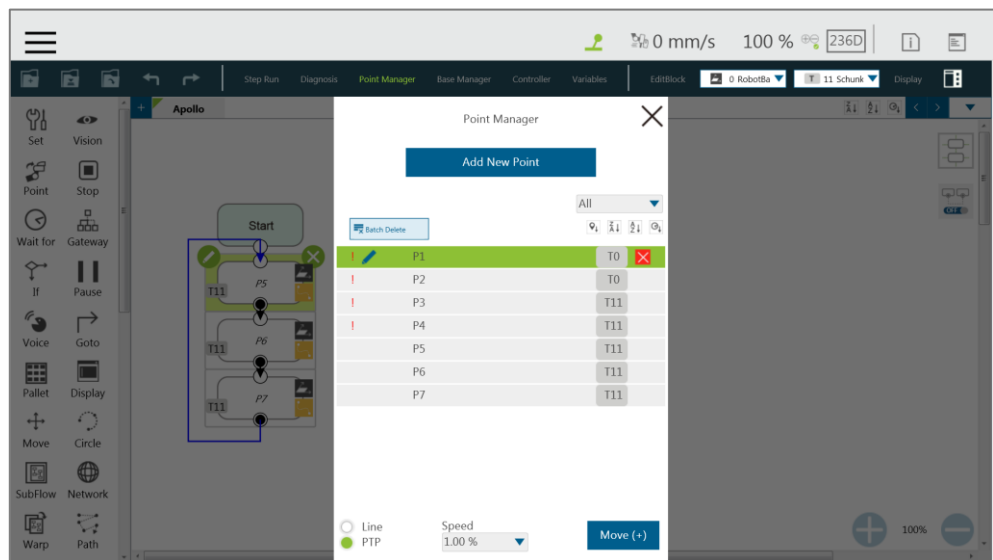 0 mm/s 100 % 236D
Step Run Diagnosis Point Manager Base Manager Controller Variables EditBlock 0 RobotBa T 11 Schunk Display
+ Apollo
Set Vision
Point Stop
Wait for Gateway
If Pause
Voice Goto
Pallet Display
Move Circle
SubFlow Network
Warp Path
Start
P5
T11
P6
T11
P7
T11
Point Manager
Add New Point
All
Batch Delete
! P1 T0
! P2 T0
! P3 T11
! P4 T11
P5 T11
P6 T11
P7 T11
Line
PTP
Speed
1.00 %
Move (+)
OFF
100%